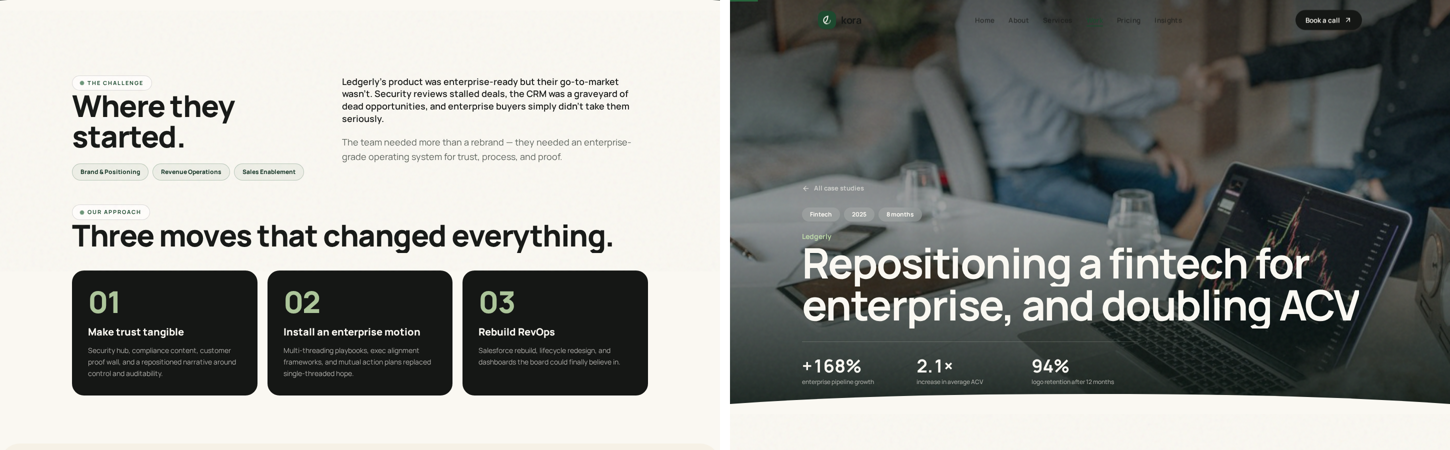 THE CHALLENGE
Where they
started.
Brand & Positioning
Revenue Operations
Sales Enablement
Ledgerly's product was enterprise-ready but their go-to-market
wasn't. Security reviews stalled deals, the CRM was a graveyard of
dead opportunities, and enterprise buyers simply didn't take them
seriously.
The team needed more than a rebrand — they needed an enterprise-
grade operating system for trust, process, and proof.
OUR APPROACH
Three moves that changed everything.
01
Make trust tangible
Security hub, compliance content, customer
proof wall, and a repositioned narrative around
control and auditability.
02
Install an enterprise motion
Multi-threading playbooks, exec alignment
frameworks, and mutual action plans replaced
single-threaded hope.
03
Rebuild RevOps
Salesforce rebuild, lifecycle redesign, and
dashboards the board could finally believe in.
kora
Home
About
Services
Pricing
Insights
Book a call
All case studies
Fintech
2025
8 months
Ledgerly
Repositioning a fintech for
enterprise, and doubling ACV
+168%
enterprise pipeline growth
2.1×
increase in average ACV
94%
logo retention after 12 months